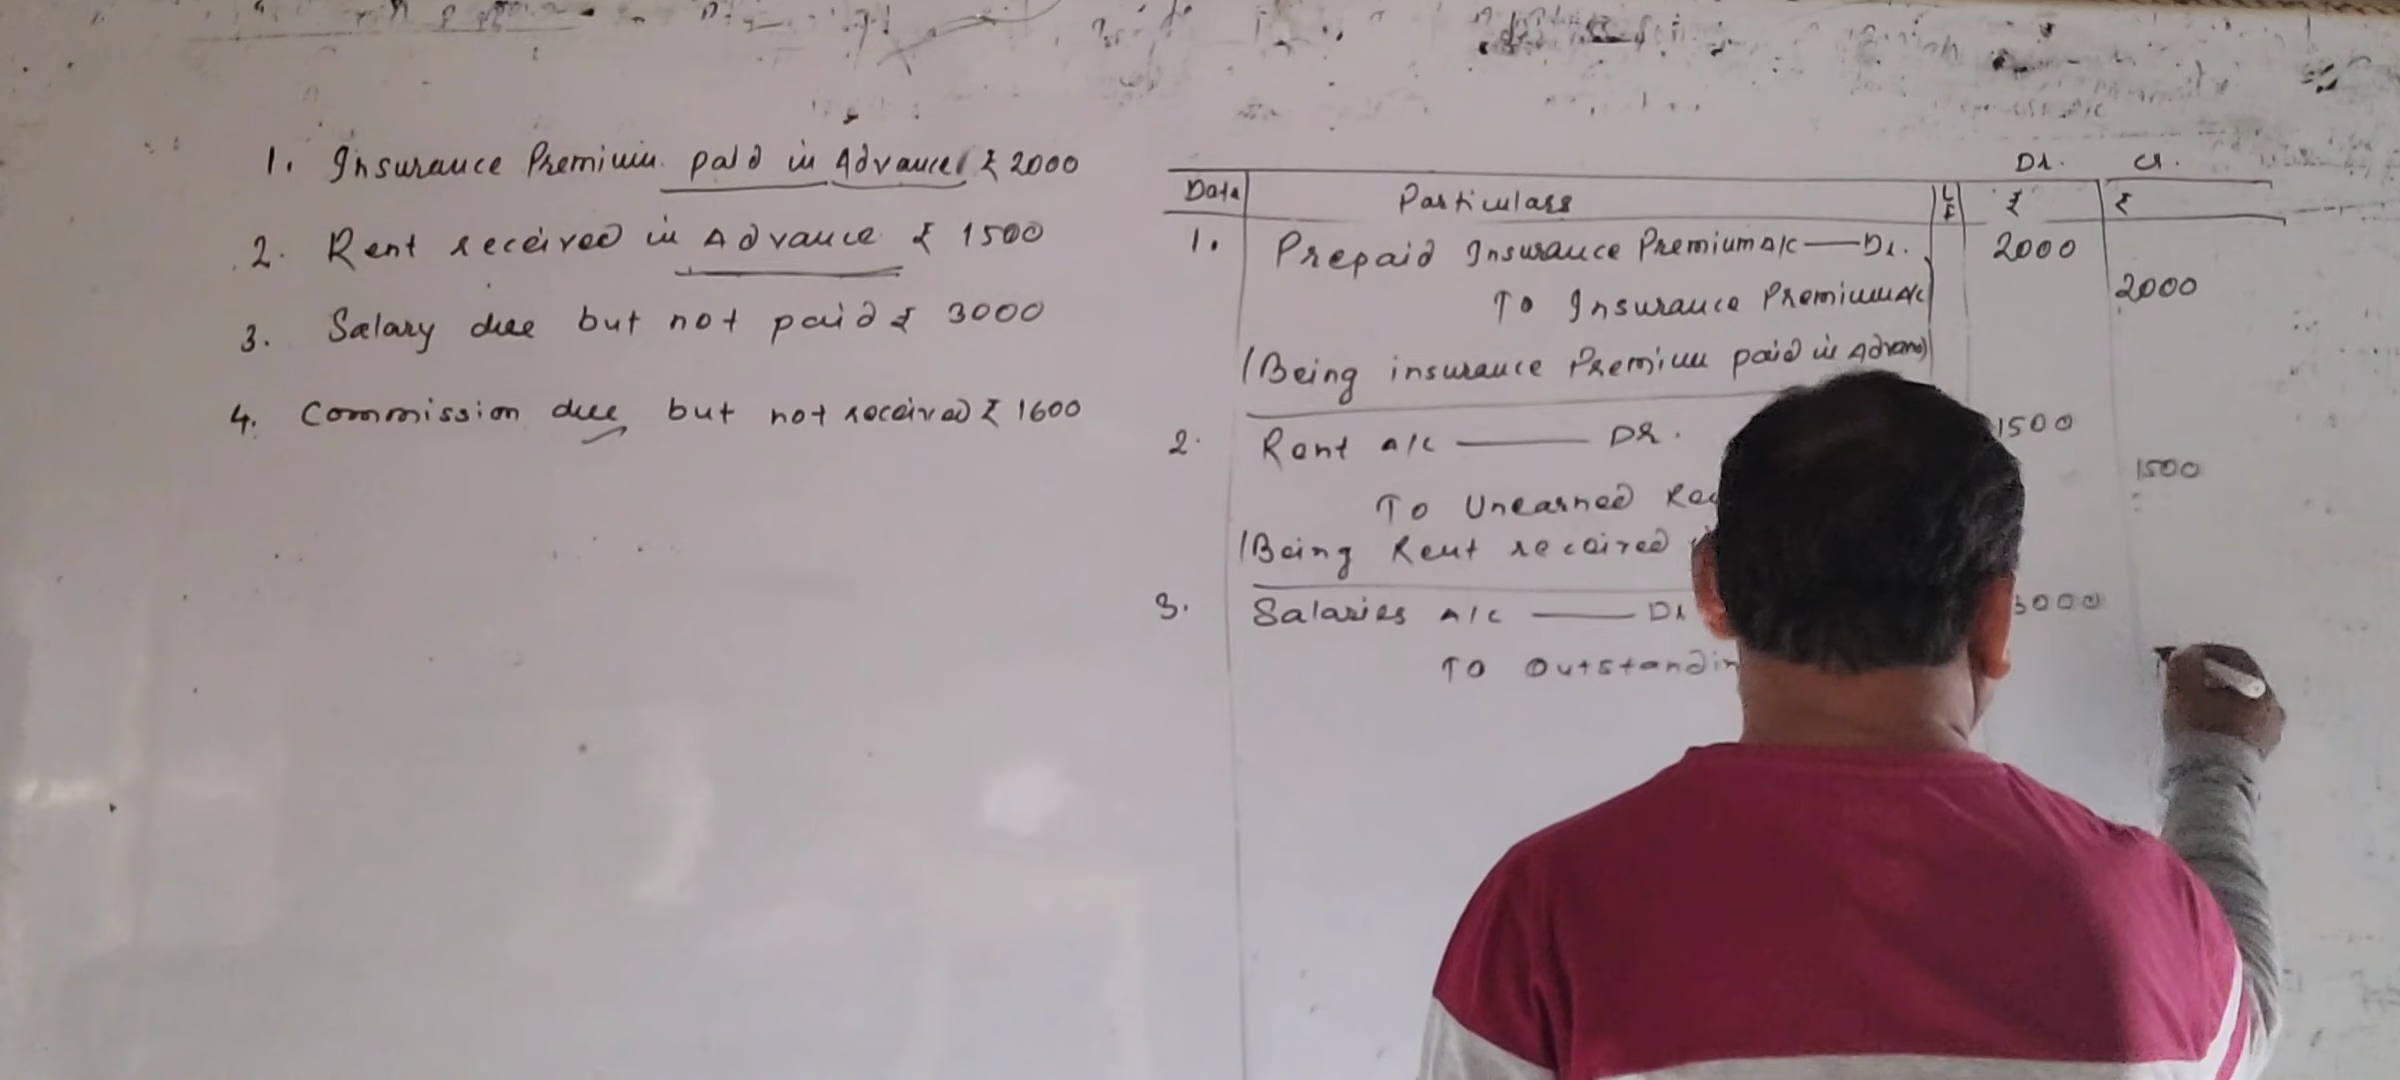 1. Insurance Premium paid in Advance ₹ 2000
2. Rent received in Advance ₹ 1500
3. Salary due but not paid ₹ 3000
4. Commission due but not received ₹ 1600
Dr. Cr.
Date Particulars LF ₹ ₹
1. Prepaid Insurance Premium A/c — Dr. 2000
To Insurance Premium A/c 2000
(Being insurance Premium paid in Advance)
2. Rent a/c — DR. 1500
To Unearned 1500
(Being Rent received
3. Salaries A/c — Dr 3000
To Outstandin